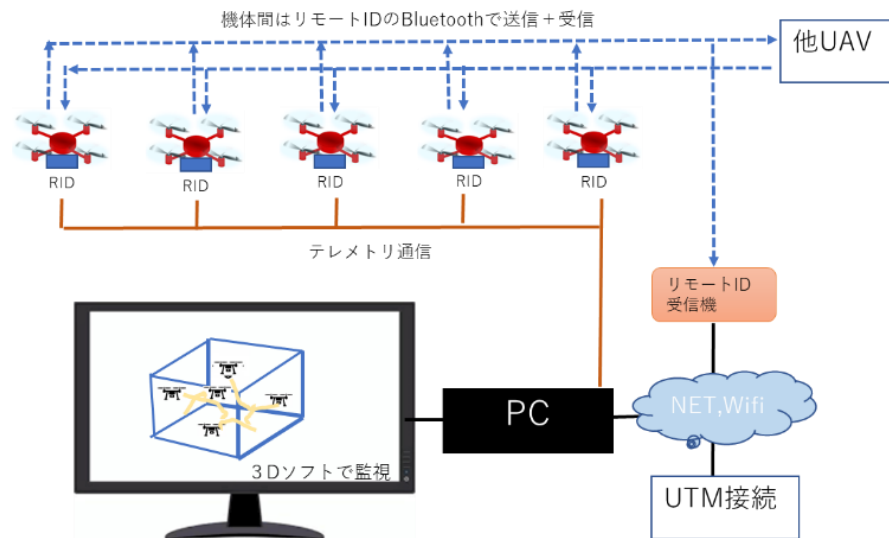 機体間はリモートIDのBluetoothで送信＋受信
他UAV
RID
RID
RID
RID
RID
テレメトリ通信
リモートID
受信機
PC
NET,Wifi
３Dソフトで監視
UTM接続